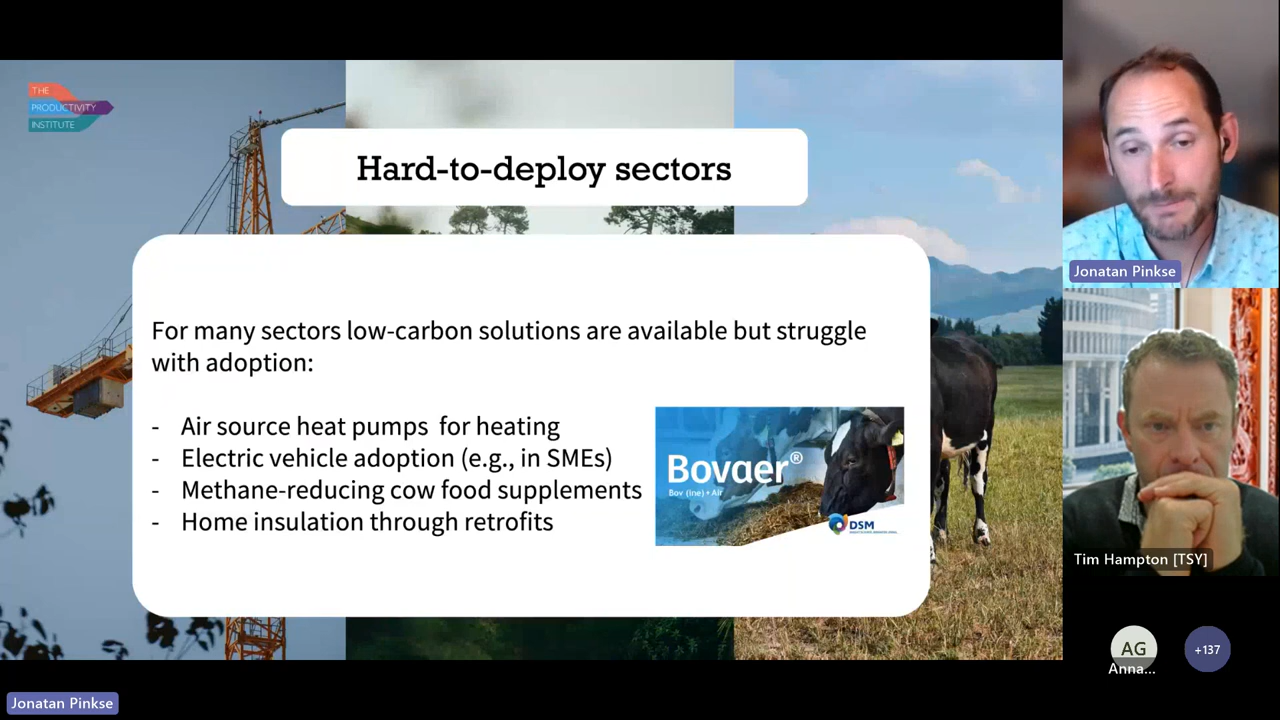 THE
PRODUCTIVITY
INSTITUTE
Hard-to-deploy sectors
For many sectors low-carbon solutions are available but struggle
with adoption:
- Air source heat pumps for heating
- Electric vehicle adoption (e.g., in SMEs)
- Methane-reducing cow food supplements
- Home insulation through retrofits
Bovaer®
Bov (ine) + Air
DSM
Jonatan Pinkse
Tim Hampton [TSY]
AG
Anna...
+137
Jonatan Pinkse